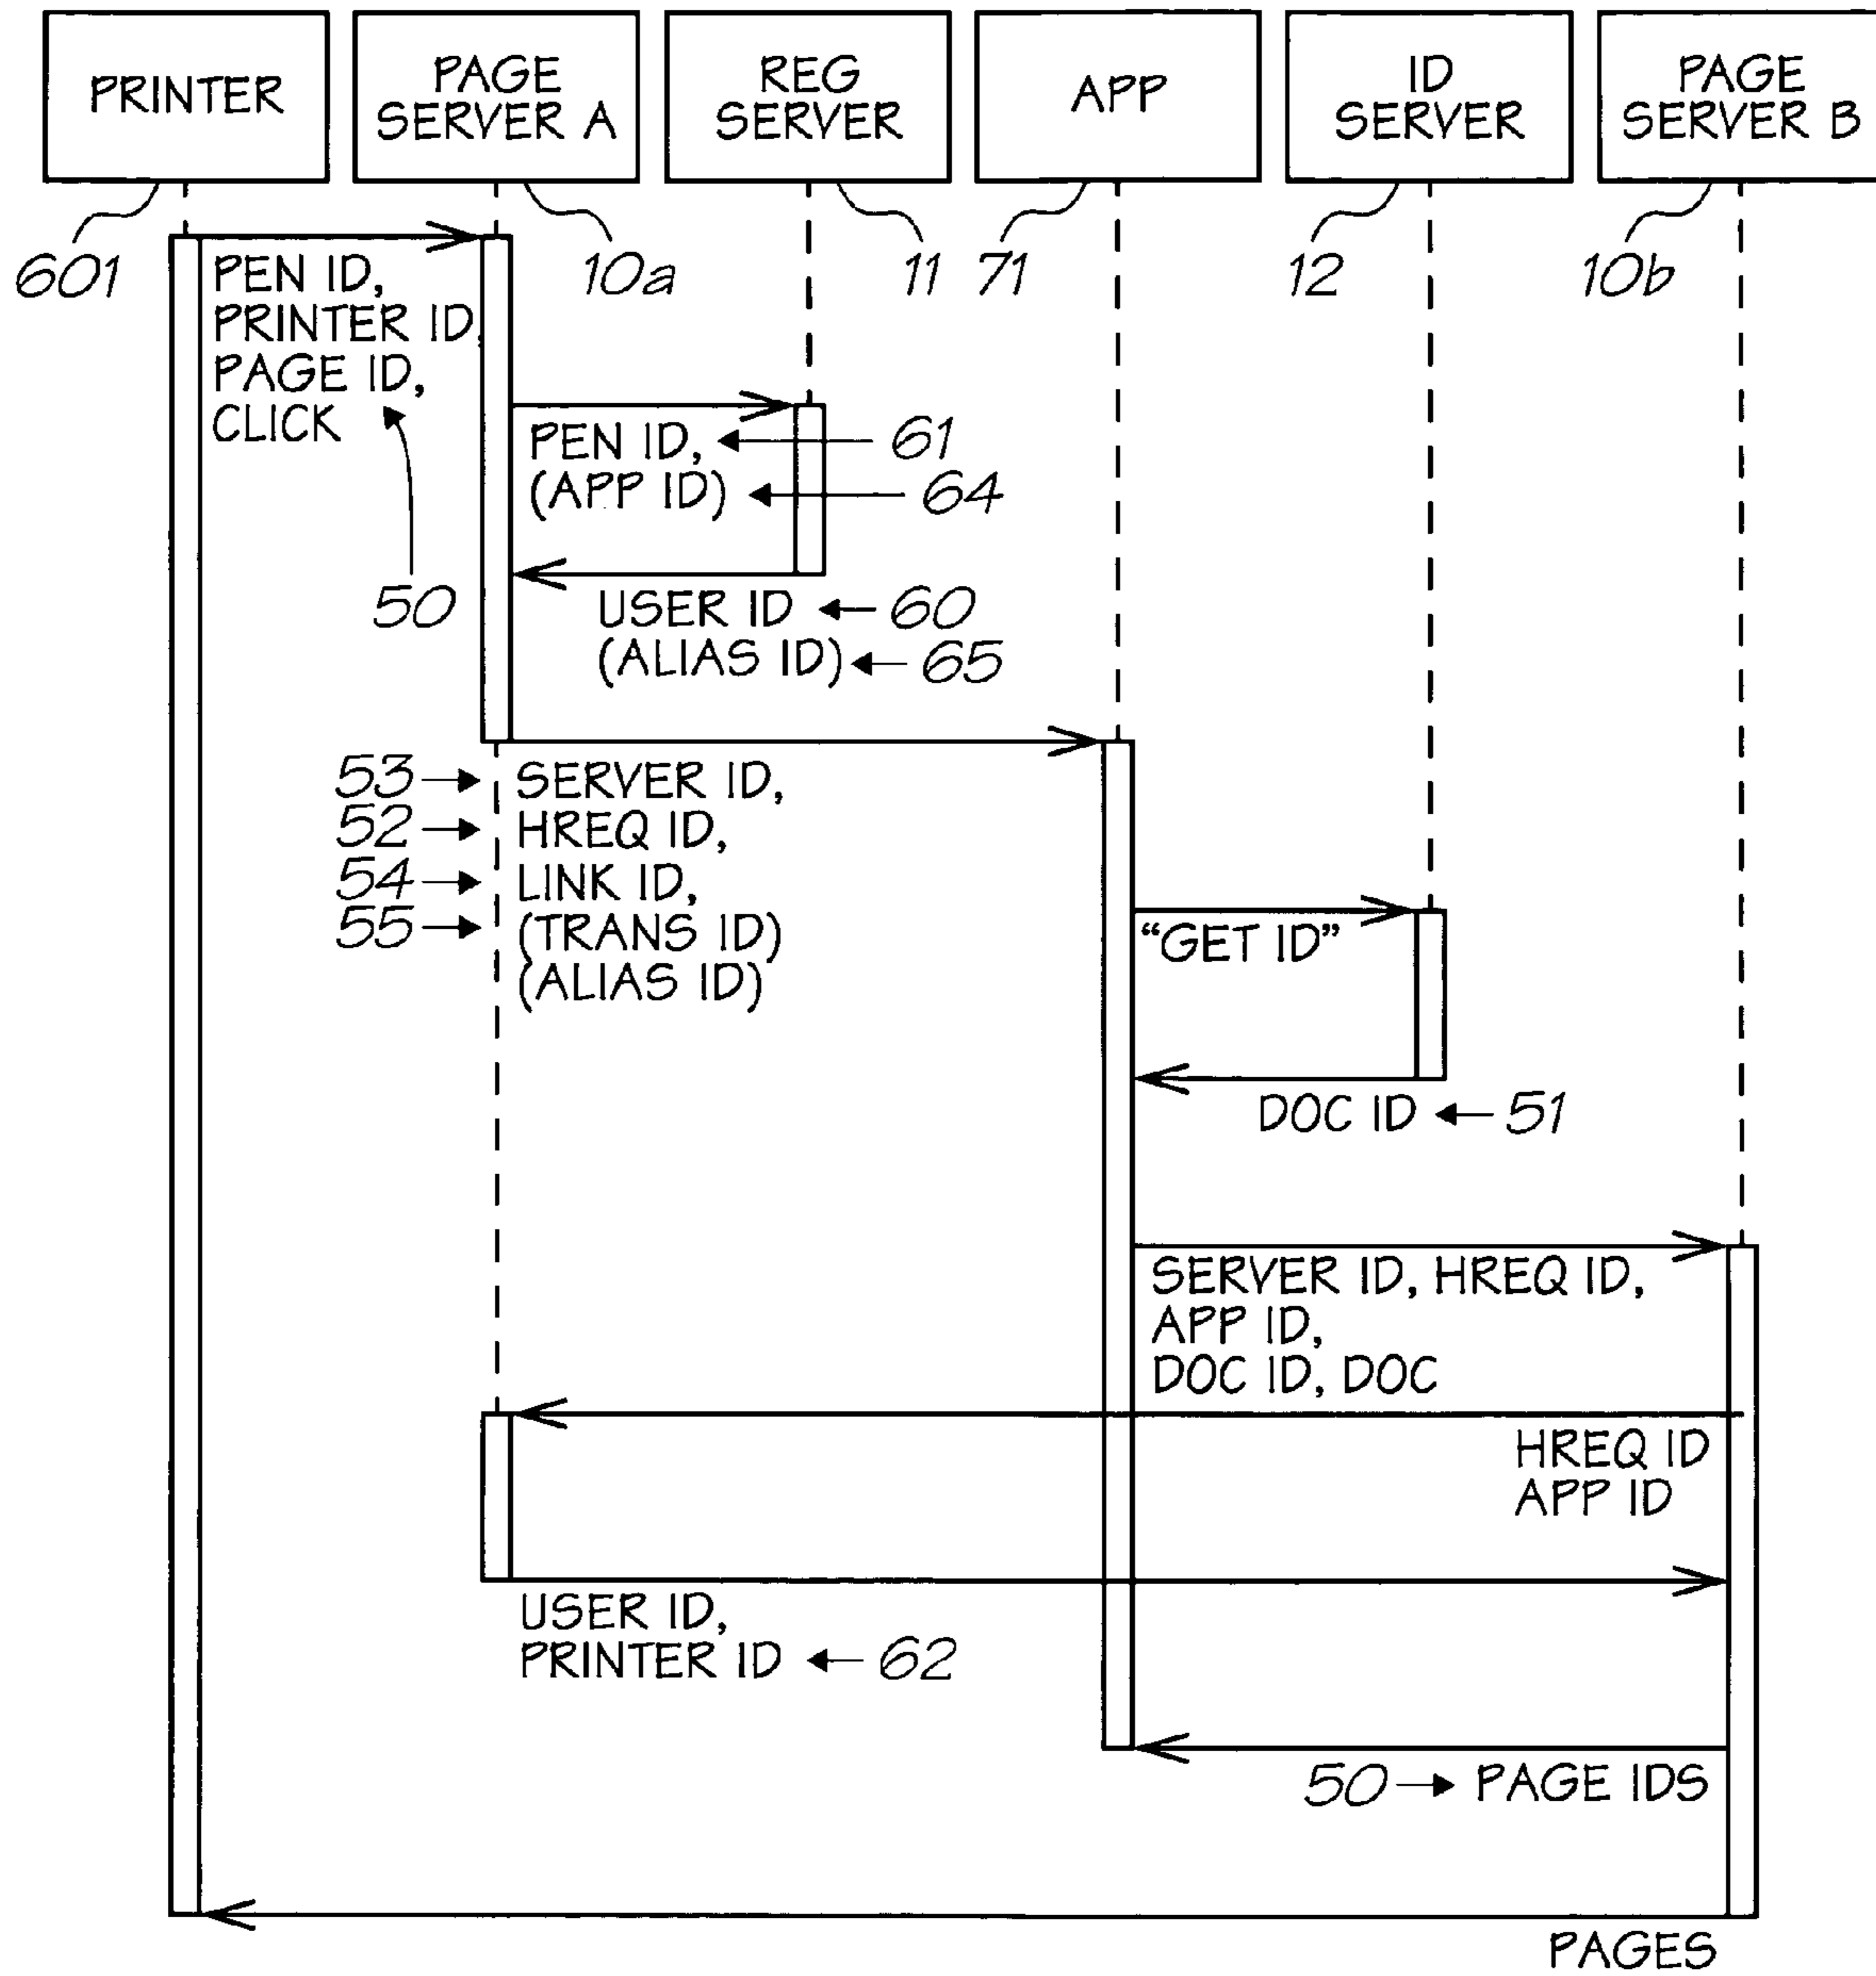 PRINTER
PAGE
SERVER A
REG
SERVER
APP
ID
SERVER
PAGE
SERVER B
601
10a
11
71
12
10b
PEN ID,
PRINTER ID
PAGE ID,
CLICK
50
PEN ID,
61
(APP ID)
64
USER ID
60
(ALIAS ID)
65
53
SERVER ID,
52
HREQ ID,
54
LINK ID,
55
(TRANS ID)
(ALIAS ID)
“GET ID”
DOC ID
51
SERVER ID, HREQ ID,
APP ID,
DOC ID, DOC
HREQ ID
APP ID
USER ID,
PRINTER ID
62
50
PAGE IDS
PAGES